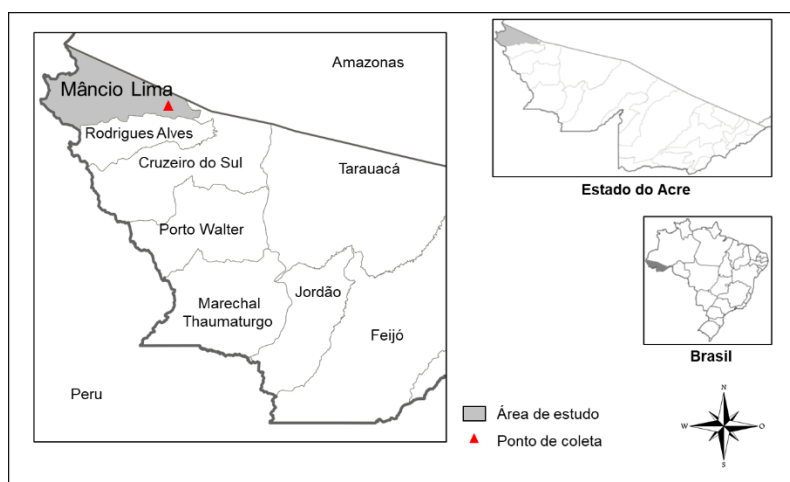 Amazonas
Mâncio Lima
Rodrigues Alves
Cruzeiro do Sul
Tarauacá
Porto Walter
Marechal
Thaumaturgo
Jordão
Feijó
Peru
Estado do Acre
Brasil
Área de estudo
Ponto de coleta
N
W
O
S